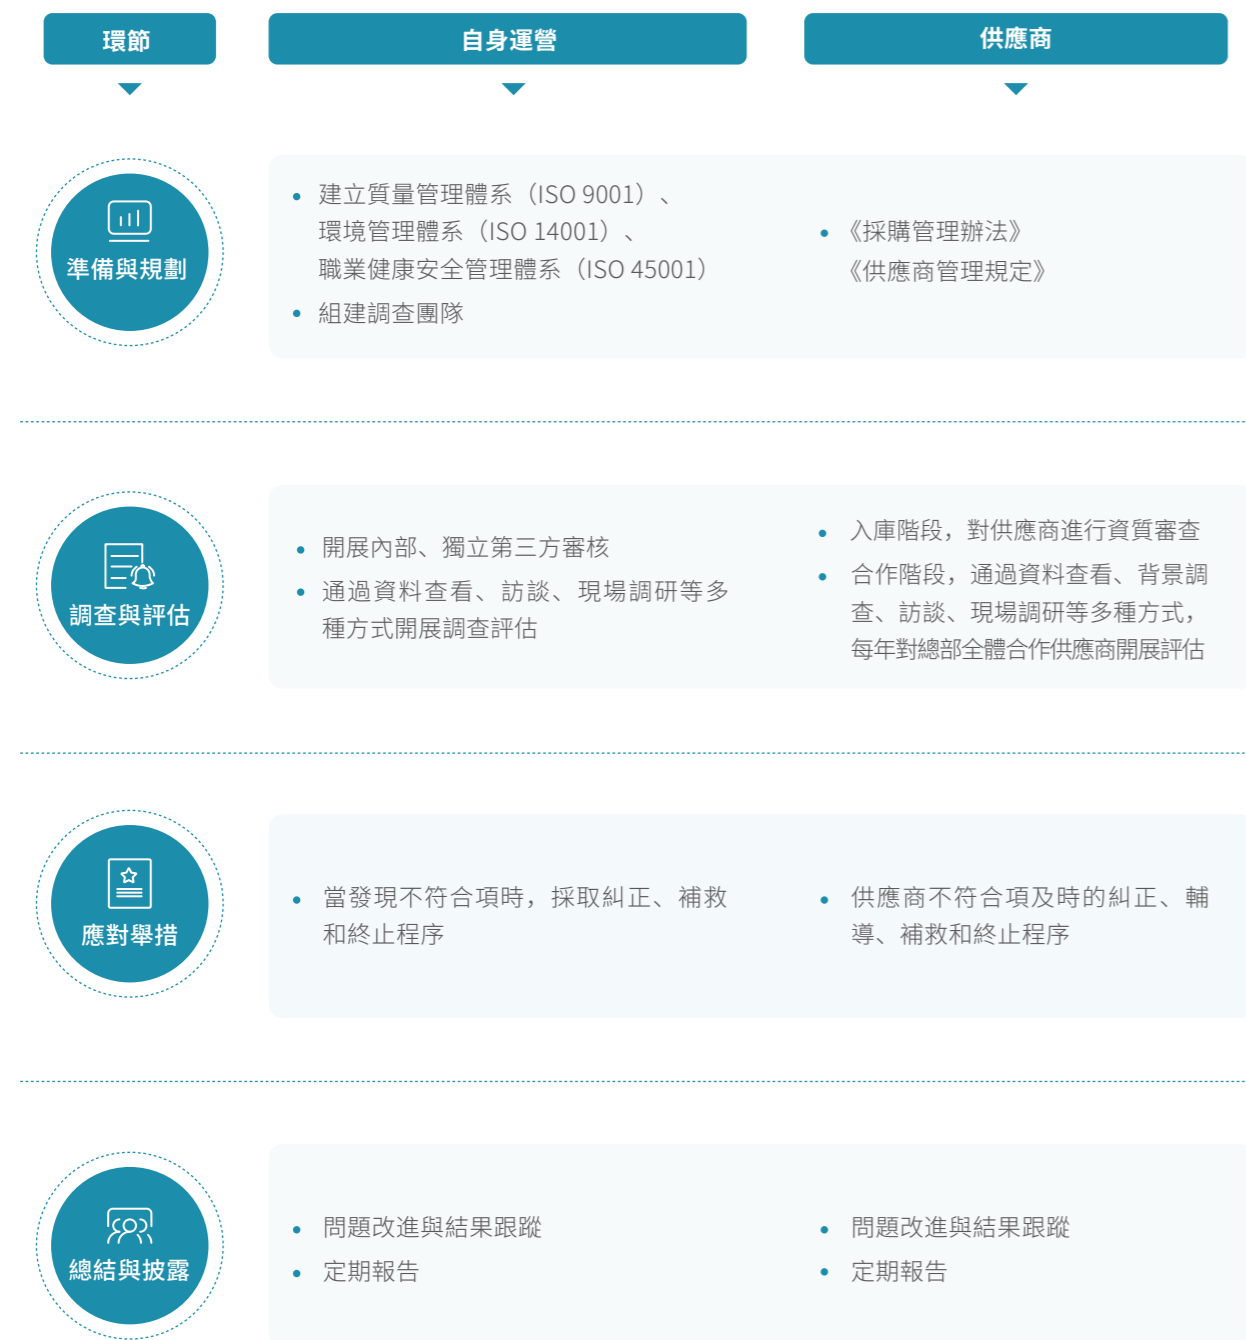 環節
自身運營
供應商
準備與規劃
• 建立質量管理體系（ISO 9001）、
環境管理體系（ISO 14001）、
職業健康安全管理體系（ISO 45001）
• 組建調查團隊
• 《採購管理辦法》
《供應商管理規定》
調查與評估
• 開展內部、獨立第三方審核
• 通過資料查看、訪談、現場調研等多
種方式開展調查評估
• 入庫階段，對供應商進行資質審查
• 合作階段，通過資料查看、背景調
查、訪談、現場調研等多種方式，
每年對總部全體合作供應商開展評估
應對舉措
• 當發現不符合項時，採取糾正、補救
和終止程序
• 供應商不符合項及時的糾正、輔
導、補救和終止程序
總結與披露
• 問題改進與結果跟蹤
• 定期報告
• 問題改進與結果跟蹤
• 定期報告